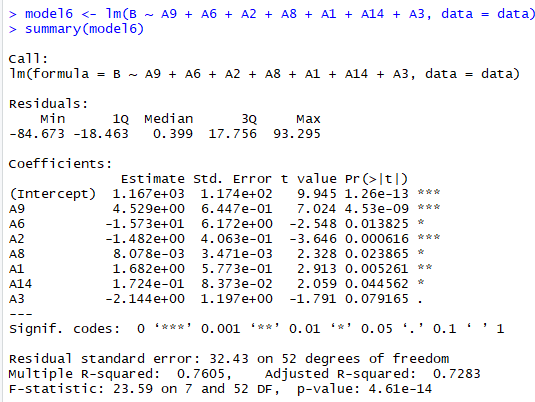 > model6 <- lm(B ~ A9 + A6 + A2 + A8 + A1 + A14 + A3, data = data)
> summary(model6)
Call:
lm(formula = B ~ A9 + A6 + A2 + A8 + A1 + A14 + A3, data = data)
Residuals:
Min 1Q Median 3Q Max
-84.673 -18.463 0.399 17.756 93.295
Coefficients:
Estimate Std. Error t value Pr(>|t|)
(Intercept) 1.167e+03 1.174e+02 9.945 1.26e-13 ***
A9 4.529e+00 6.447e-01 7.024 4.53e-09 ***
A6 -1.573e+01 6.172e+00 -2.548 0.013825 *
A2 -1.482e+00 4.063e-01 -3.646 0.000616 ***
A8 8.078e-03 3.471e-03 2.328 0.023865 *
A1 1.682e+00 5.773e-01 2.913 0.005261 **
A14 1.724e-01 8.373e-02 2.059 0.044562 *
A3 -2.144e+00 1.197e+00 -1.791 0.079165 .
---
Signif. codes: 0 ‘***’ 0.001 ‘**’ 0.01 ‘*’ 0.05 ‘.’ 0.1 ‘ ’ 1
Residual standard error: 32.43 on 52 degrees of freedom
Multiple R-squared: 0.7605, Adjusted R-squared: 0.7283
F-statistic: 23.59 on 7 and 52 DF, p-value: 4.61e-14